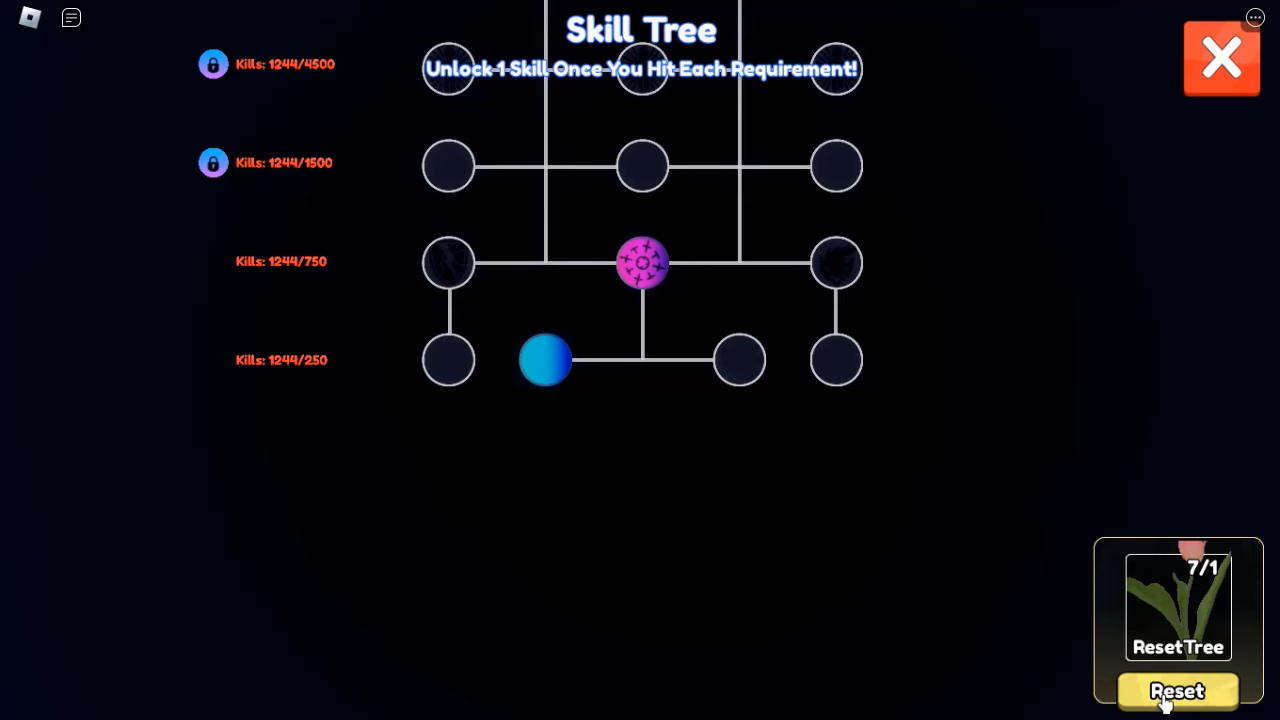 Skill Tree
Unlock 1 Skill Once You Hit Each Requirement!
Kills: 1244/4500
Kills: 1244/1500
Kills: 1244/750
Kills: 1244/250
7/1
ResetTree
Reset